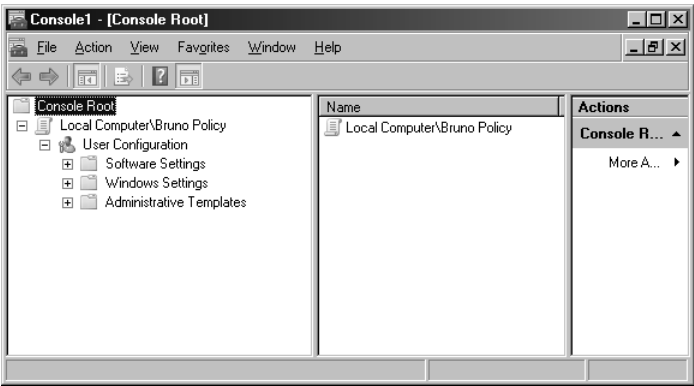 Console1 - [Console Root]
File Action View Favorites Window Help
Console Root
Local Computer\Bruno Policy
User Configuration
Software Settings
Windows Settings
Administrative Templates
Name
Local Computer\Bruno Policy
Actions
Console R...
More A...